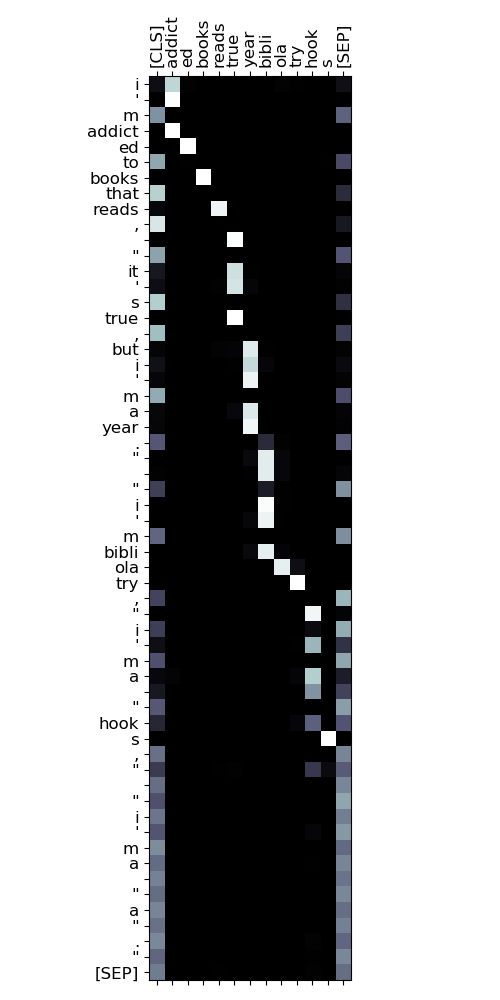 [CLS]
addict
ed
books
reads
true
year
bibli
ola
try
hook
s
[SEP]
i
'
m
addict
ed
to
books
that
reads
,
"
it
'
s
true
,
but
i
'
m
a
year
.
"
"
i
'
m
bibli
ola
try
,
"
i
'
m
a
"
hook
s
,
"
"
i
'
m
a
"
a
"
.
"
[SEP]